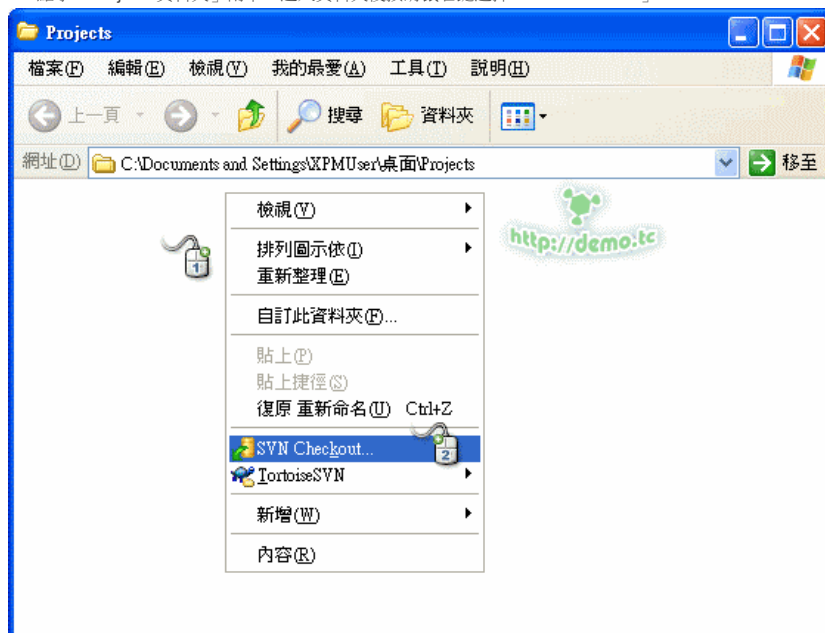 Projects
檔案(F) 編輯(E) 檢視(V) 我的最愛(A) 工具(T) 說明(H)
上一頁 搜尋 資料夾
網址(D) C:\Documents and Settings\XPMUser\桌面\Projects 移至
檢視(V)
http://demo.tc
排列圖示依(I)
1
重新整理(E)
自訂此資料夾(F)...
貼上(P)
貼上捷徑(S)
復原 重新命名(U) Ctrl+Z
SVN Checkout...
2
TortoiseSVN
新增(W)
內容(R)